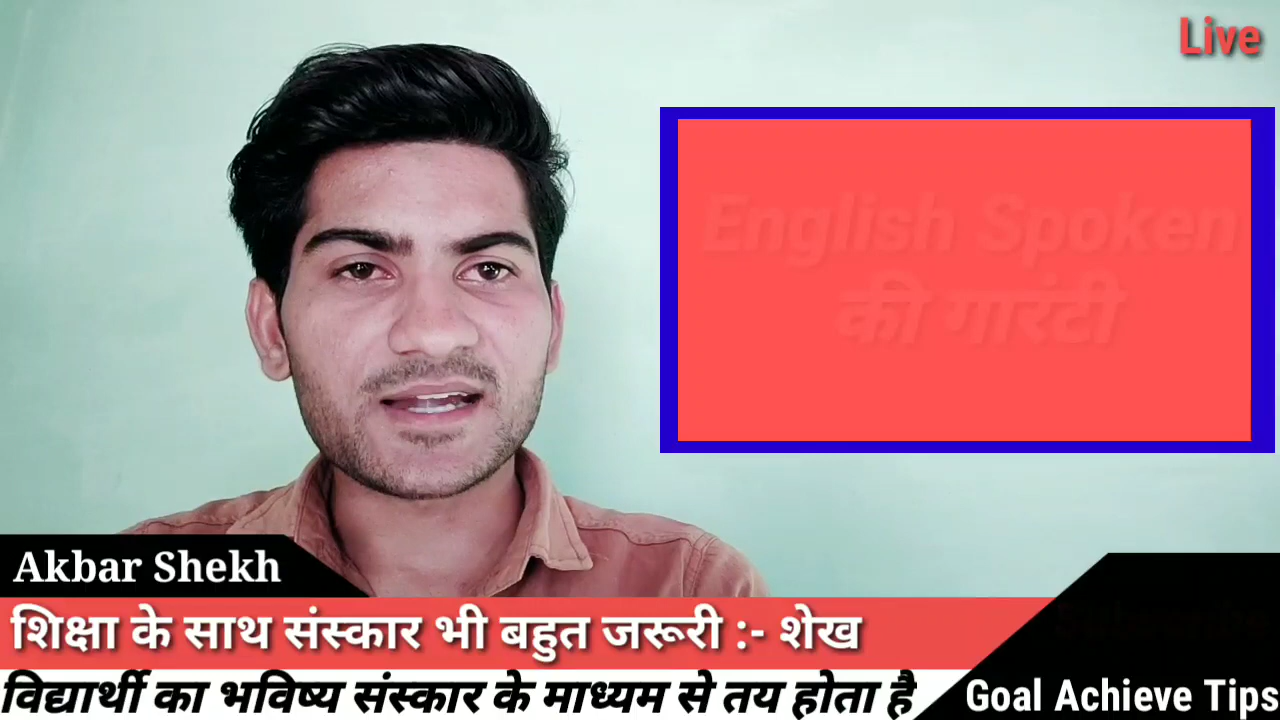 Live
English Spoken
की गारंटी
Akbar Shekh
शिक्षा के साथ संस्कार भी बहुत जरूरी :- शेख
विद्यार्थी का भविष्य संस्कार के माध्यम से तय होता है
Goal Achieve Tips